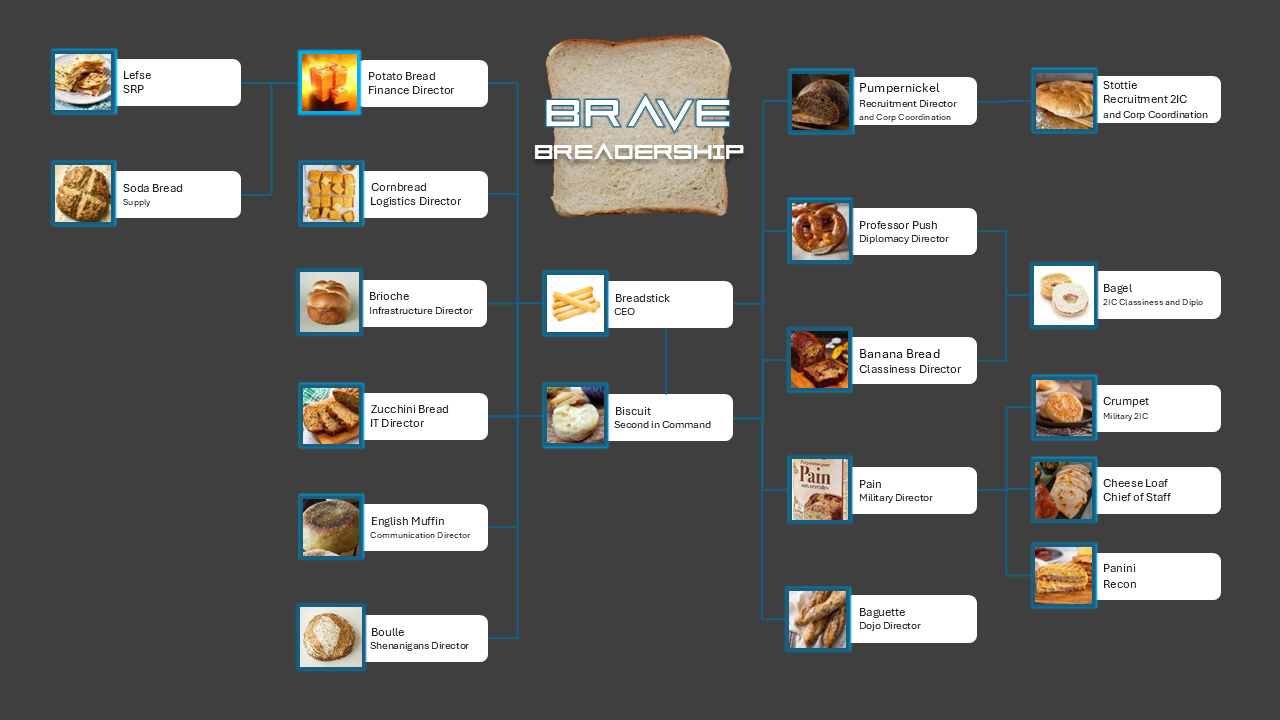 BRAVE
BREADERSHIP
Lefse
SRP
Soda Bread
Supply
Potato Bread
Finance Director
Cornbread
Logistics Director
Brioche
Infrastructure Director
Zucchini Bread
IT Director
English Muffin
Communication Director
Boulle
Shenanigans Director
Breadstick
CEO
Biscuit
Second in Command
Pumpernickel
Recruitment Director
and Corp Coordination
Professor Push
Diplomacy Director
Banana Bread
Classiness Director
Pain
aux céréales
Pain
Military Director
Baguette
Dojo Director
Stottie
Recruitment 2IC
and Corp Coordination
Bagel
2IC Classiness and Diplo
Crumpet
Military 2IC
Cheese Loaf
Chief of Staff
Panini
Recon